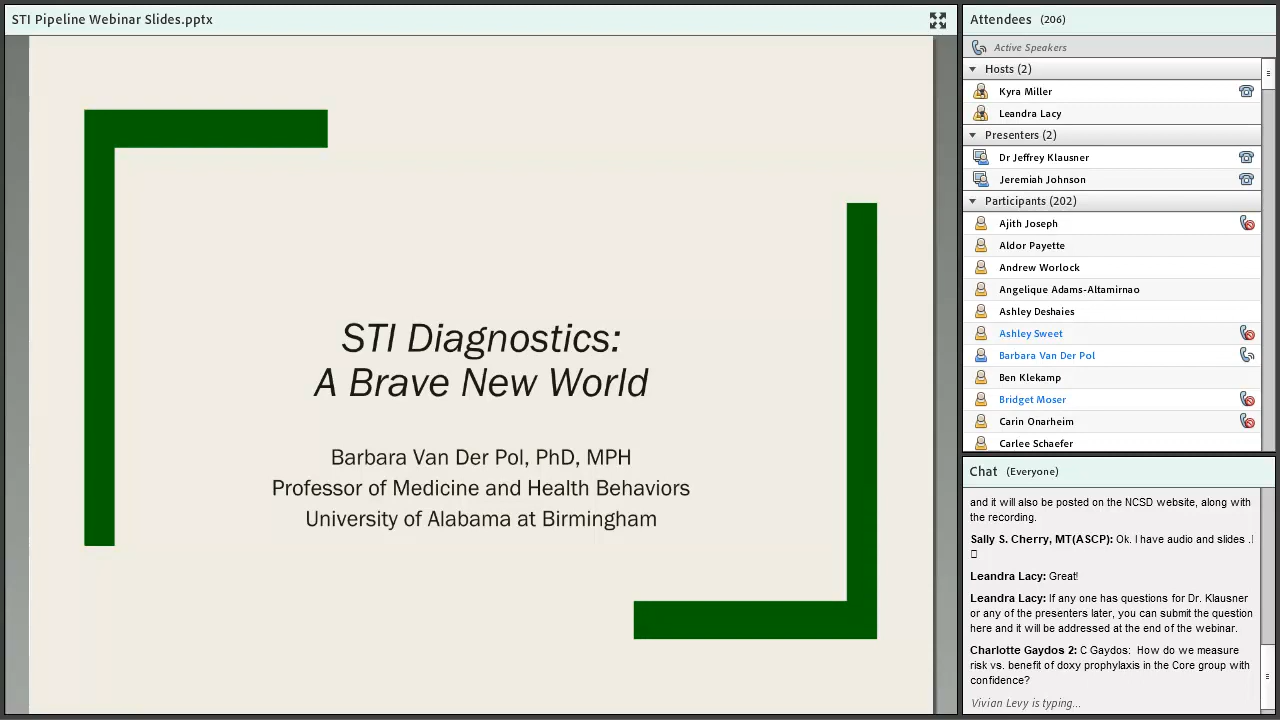 STI Pipeline Webinar Slides.pptx
STI Diagnostics:
A Brave New World
Barbara Van Der Pol, PhD, MPH
Professor of Medicine and Health Behaviors
University of Alabama at Birmingham
Attendees (206)
Active Speakers
Hosts (2)
Kyra Miller
Leandra Lacy
Presenters (2)
Dr Jeffrey Klausner
Jeremiah Johnson
Participants (202)
Ajith Joseph
Aldor Payette
Andrew Worlock
Angelique Adams-Altamirnao
Ashley Deshaies
Ashley Sweet
Barbara Van Der Pol
Ben Klekamp
Bridget Moser
Carin Onarheim
Carlee Schaefer
Chat (Everyone)
and it will also be posted on the NCSD website, along with
the recording.
Sally S. Cherry, MT(ASCP): Ok. I have audio and slides .!
Leandra Lacy: Great!
Leandra Lacy: If any one has questions for Dr. Klausner
or any of the presenters later, you can submit the question
here and it will be addressed at the end of the webinar.
Charlotte Gaydos 2: C Gaydos: How do we measure
risk vs. benefit of doxy prophylaxis in the Core group with
confidence?
Vivian Levy is typing...